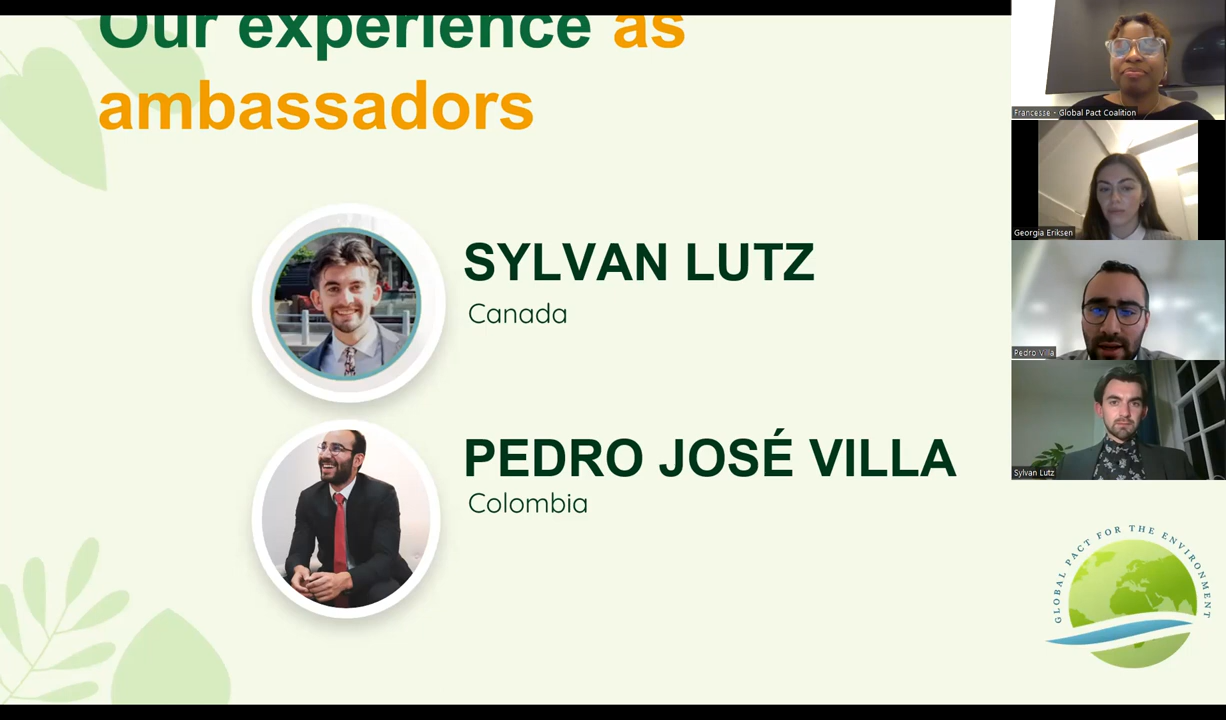 Our experience as
ambassadors
SYLVAN LUTZ
Canada
PEDRO JOSÉ VILLA
Colombia
Francesse - Global Pact Coalition
Georgia Eriksen
Pedro Villa
Sylvan Lutz
GLOBAL PACT FOR THE ENVIRONMENT